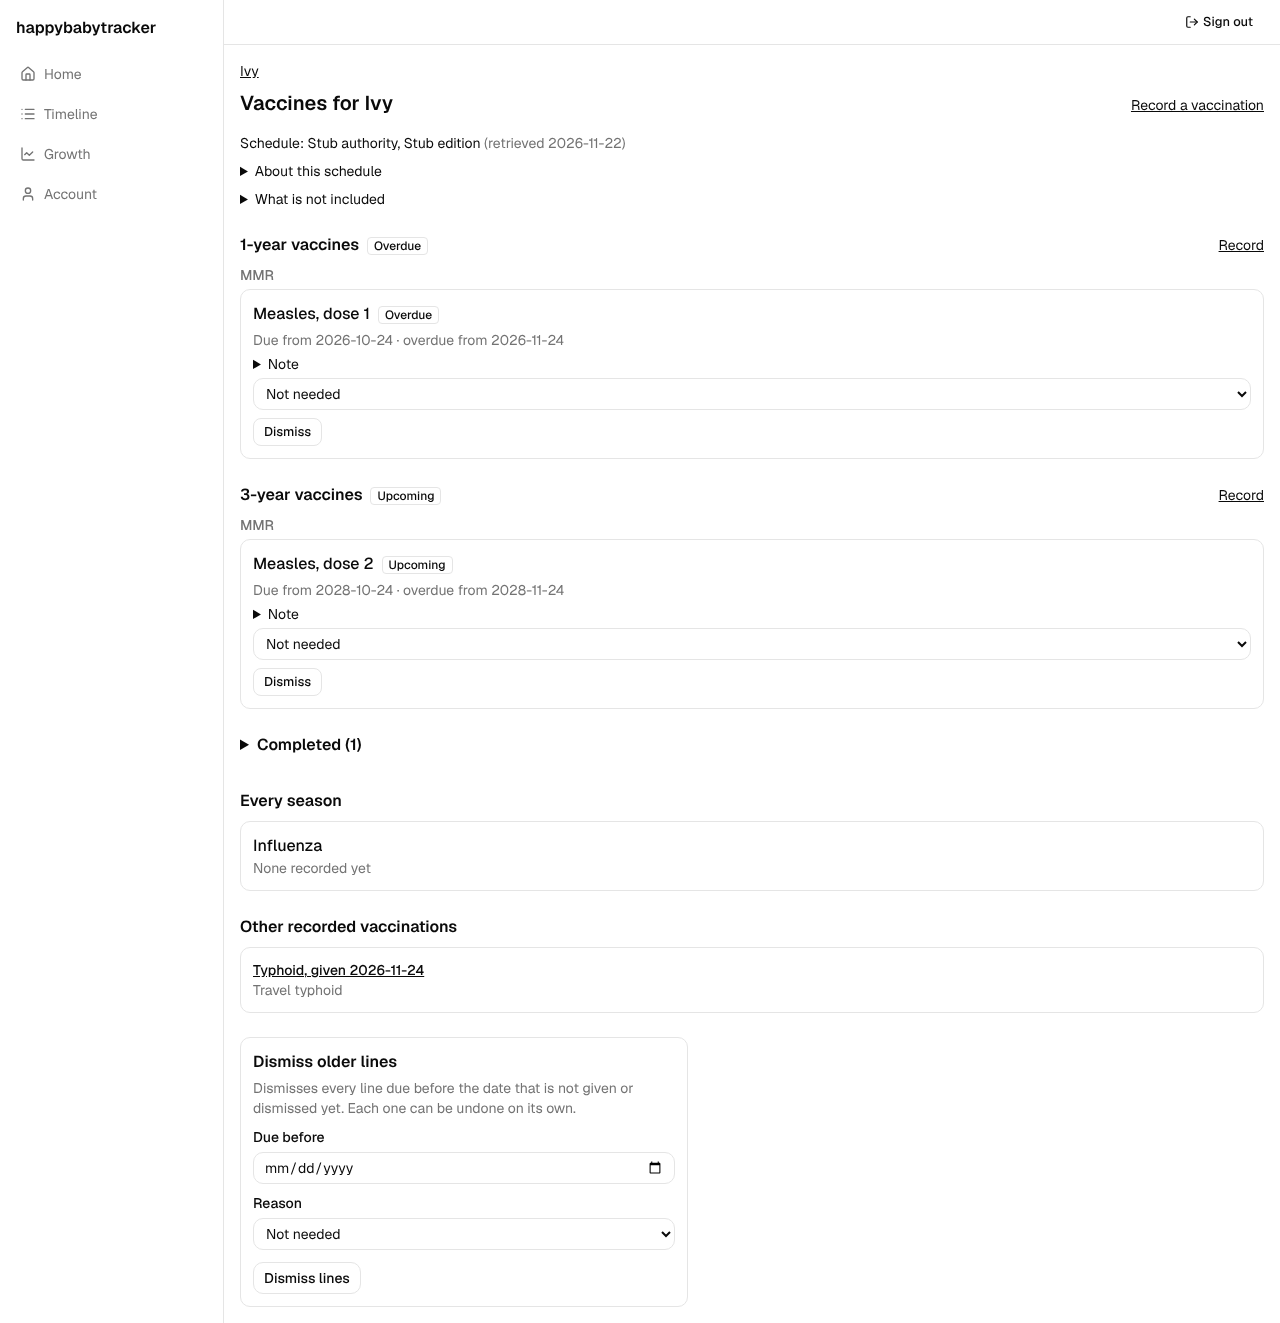 happybabytracker
Sign out
Home
Timeline
Growth
Account
Ivy
Vaccines for Ivy
Record a vaccination
Schedule: Stub authority, Stub edition (retrieved 2026-11-22)
About this schedule
What is not included
1-year vaccines Overdue Record
MMR
Measles, dose 1 Overdue
Due from 2026-10-24 · overdue from 2026-11-24
Note
Not needed
Dismiss
3-year vaccines Upcoming Record
MMR
Measles, dose 2 Upcoming
Due from 2028-10-24 · overdue from 2028-11-24
Note
Not needed
Dismiss
Completed (1)
Every season
Influenza
None recorded yet
Other recorded vaccinations
Typhoid, given 2026-11-24
Travel typhoid
Dismiss older lines
Dismisses every line due before the date that is not given or
dismissed yet. Each one can be undone on its own.
Due before
mm/dd/yyyy
Reason
Not needed
Dismiss lines